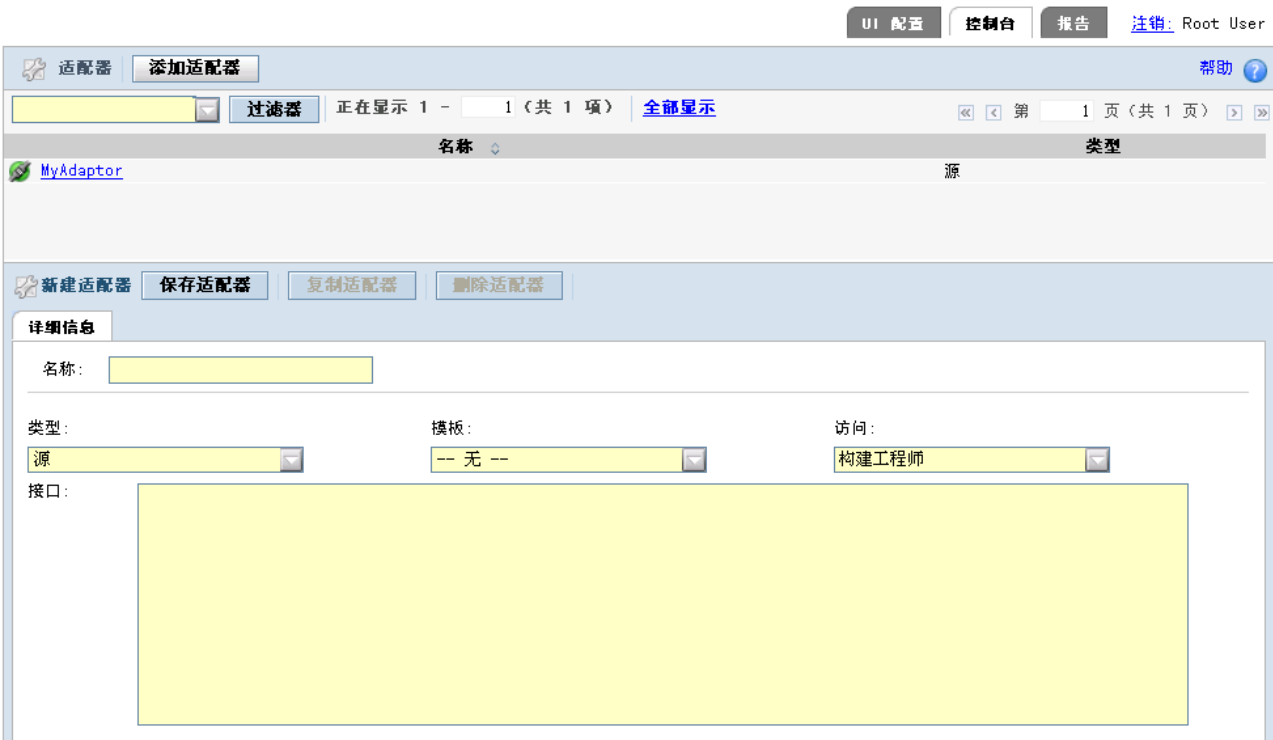 UI 配置 控制台 报告 注销: Root User
适配器 添加适配器 帮助 ?
过滤器 正在显示 1 - 1 (共 1 项) 全部显示 第 1 页(共 1 页)
名称 类型
MyAdaptor 源
新建适配器 保存适配器 复制适配器 删除适配器
详细信息
名称:
类型: 模板: 访问:
源 -- 无 -- 构建工程师
接口: